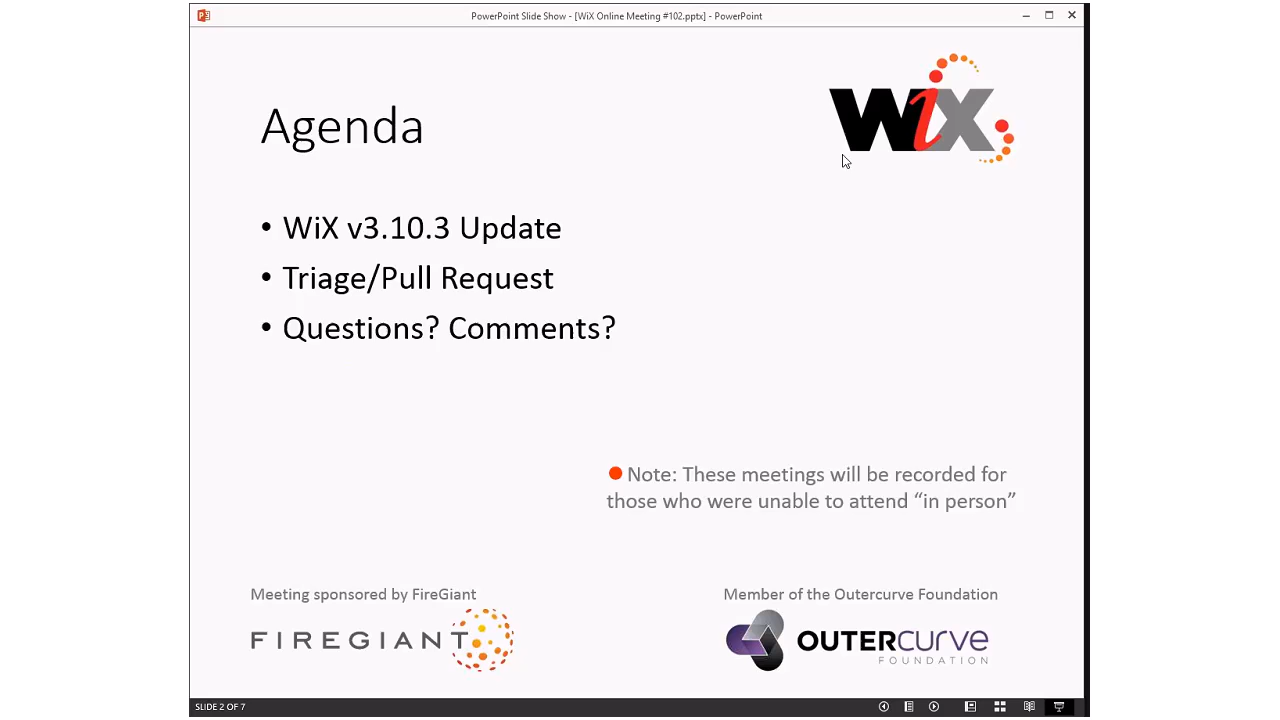 PowerPoint Slide Show - [WiX Online Meeting #102.pptx] - PowerPoint
WiX
Agenda
• WiX v3.10.3 Update
• Triage/Pull Request
• Questions? Comments?
Note: These meetings will be recorded for
those who were unable to attend “in person”
Meeting sponsored by FireGiant
FIREGIANT
Member of the Outercurve Foundation
OUTERCURVE
FOUNDATION
SLIDE 2 OF 7